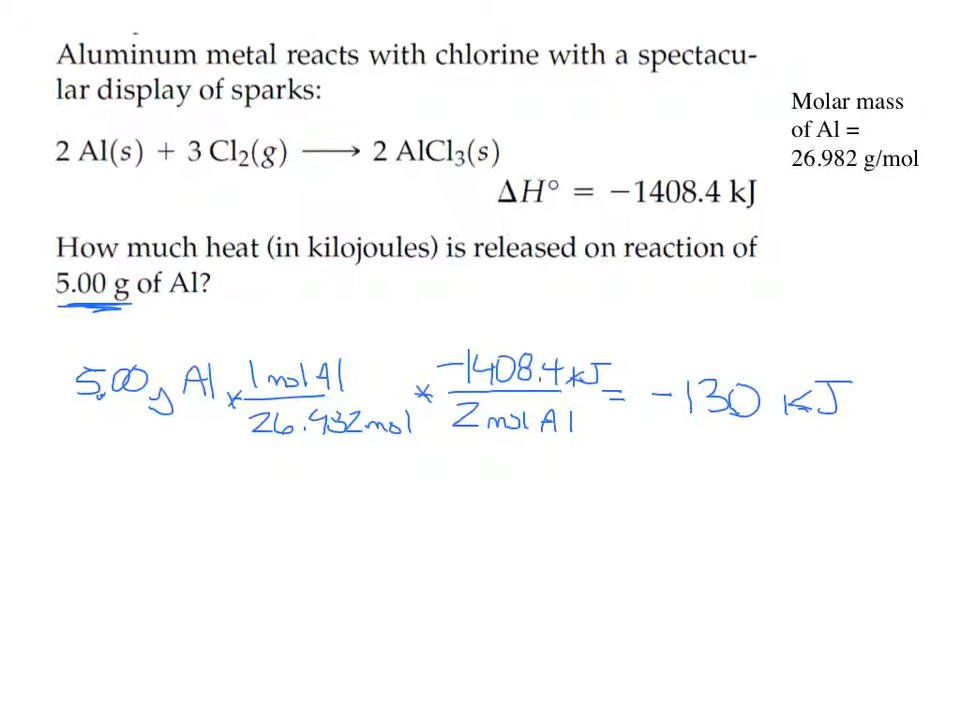 Aluminum metal reacts with chlorine with a spectacu-
lar display of sparks:
Molar mass
of Al =
26.982 g/mol
2 Al(s) + 3 Cl₂(g) ⟶ 2 AlCl₃(s)
ΔH° = −1408.4 kJ
How much heat (in kilojoules) is released on reaction of
5.00 g of Al?
5.00g Al * 1 mol Al / 26.982 mol * -1408.4 kJ / 2 mol Al = -130. kJ